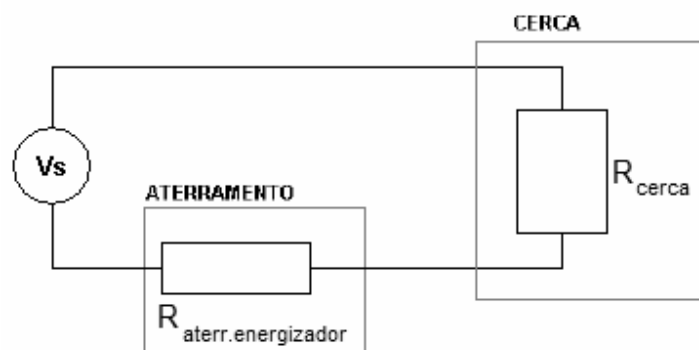 CERCA
Vs
R cerca
ATERRAMENTO
R aterr.energizador